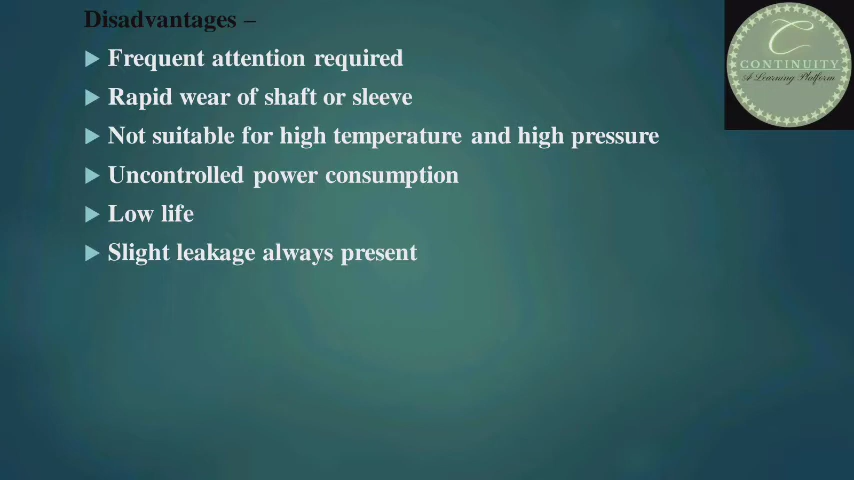 Disadvantages –
Frequent attention required
Rapid wear of shaft or sleeve
Not suitable for high temperature and high pressure
Uncontrolled power consumption
Low life
Slight leakage always present
C
CONTINUITY
A Learning Platform